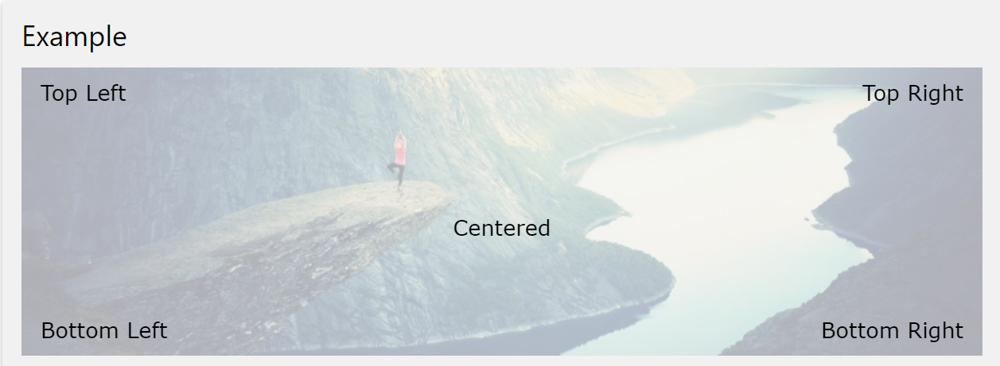 Example
Top Left
Top Right
Centered
Bottom Left
Bottom Right